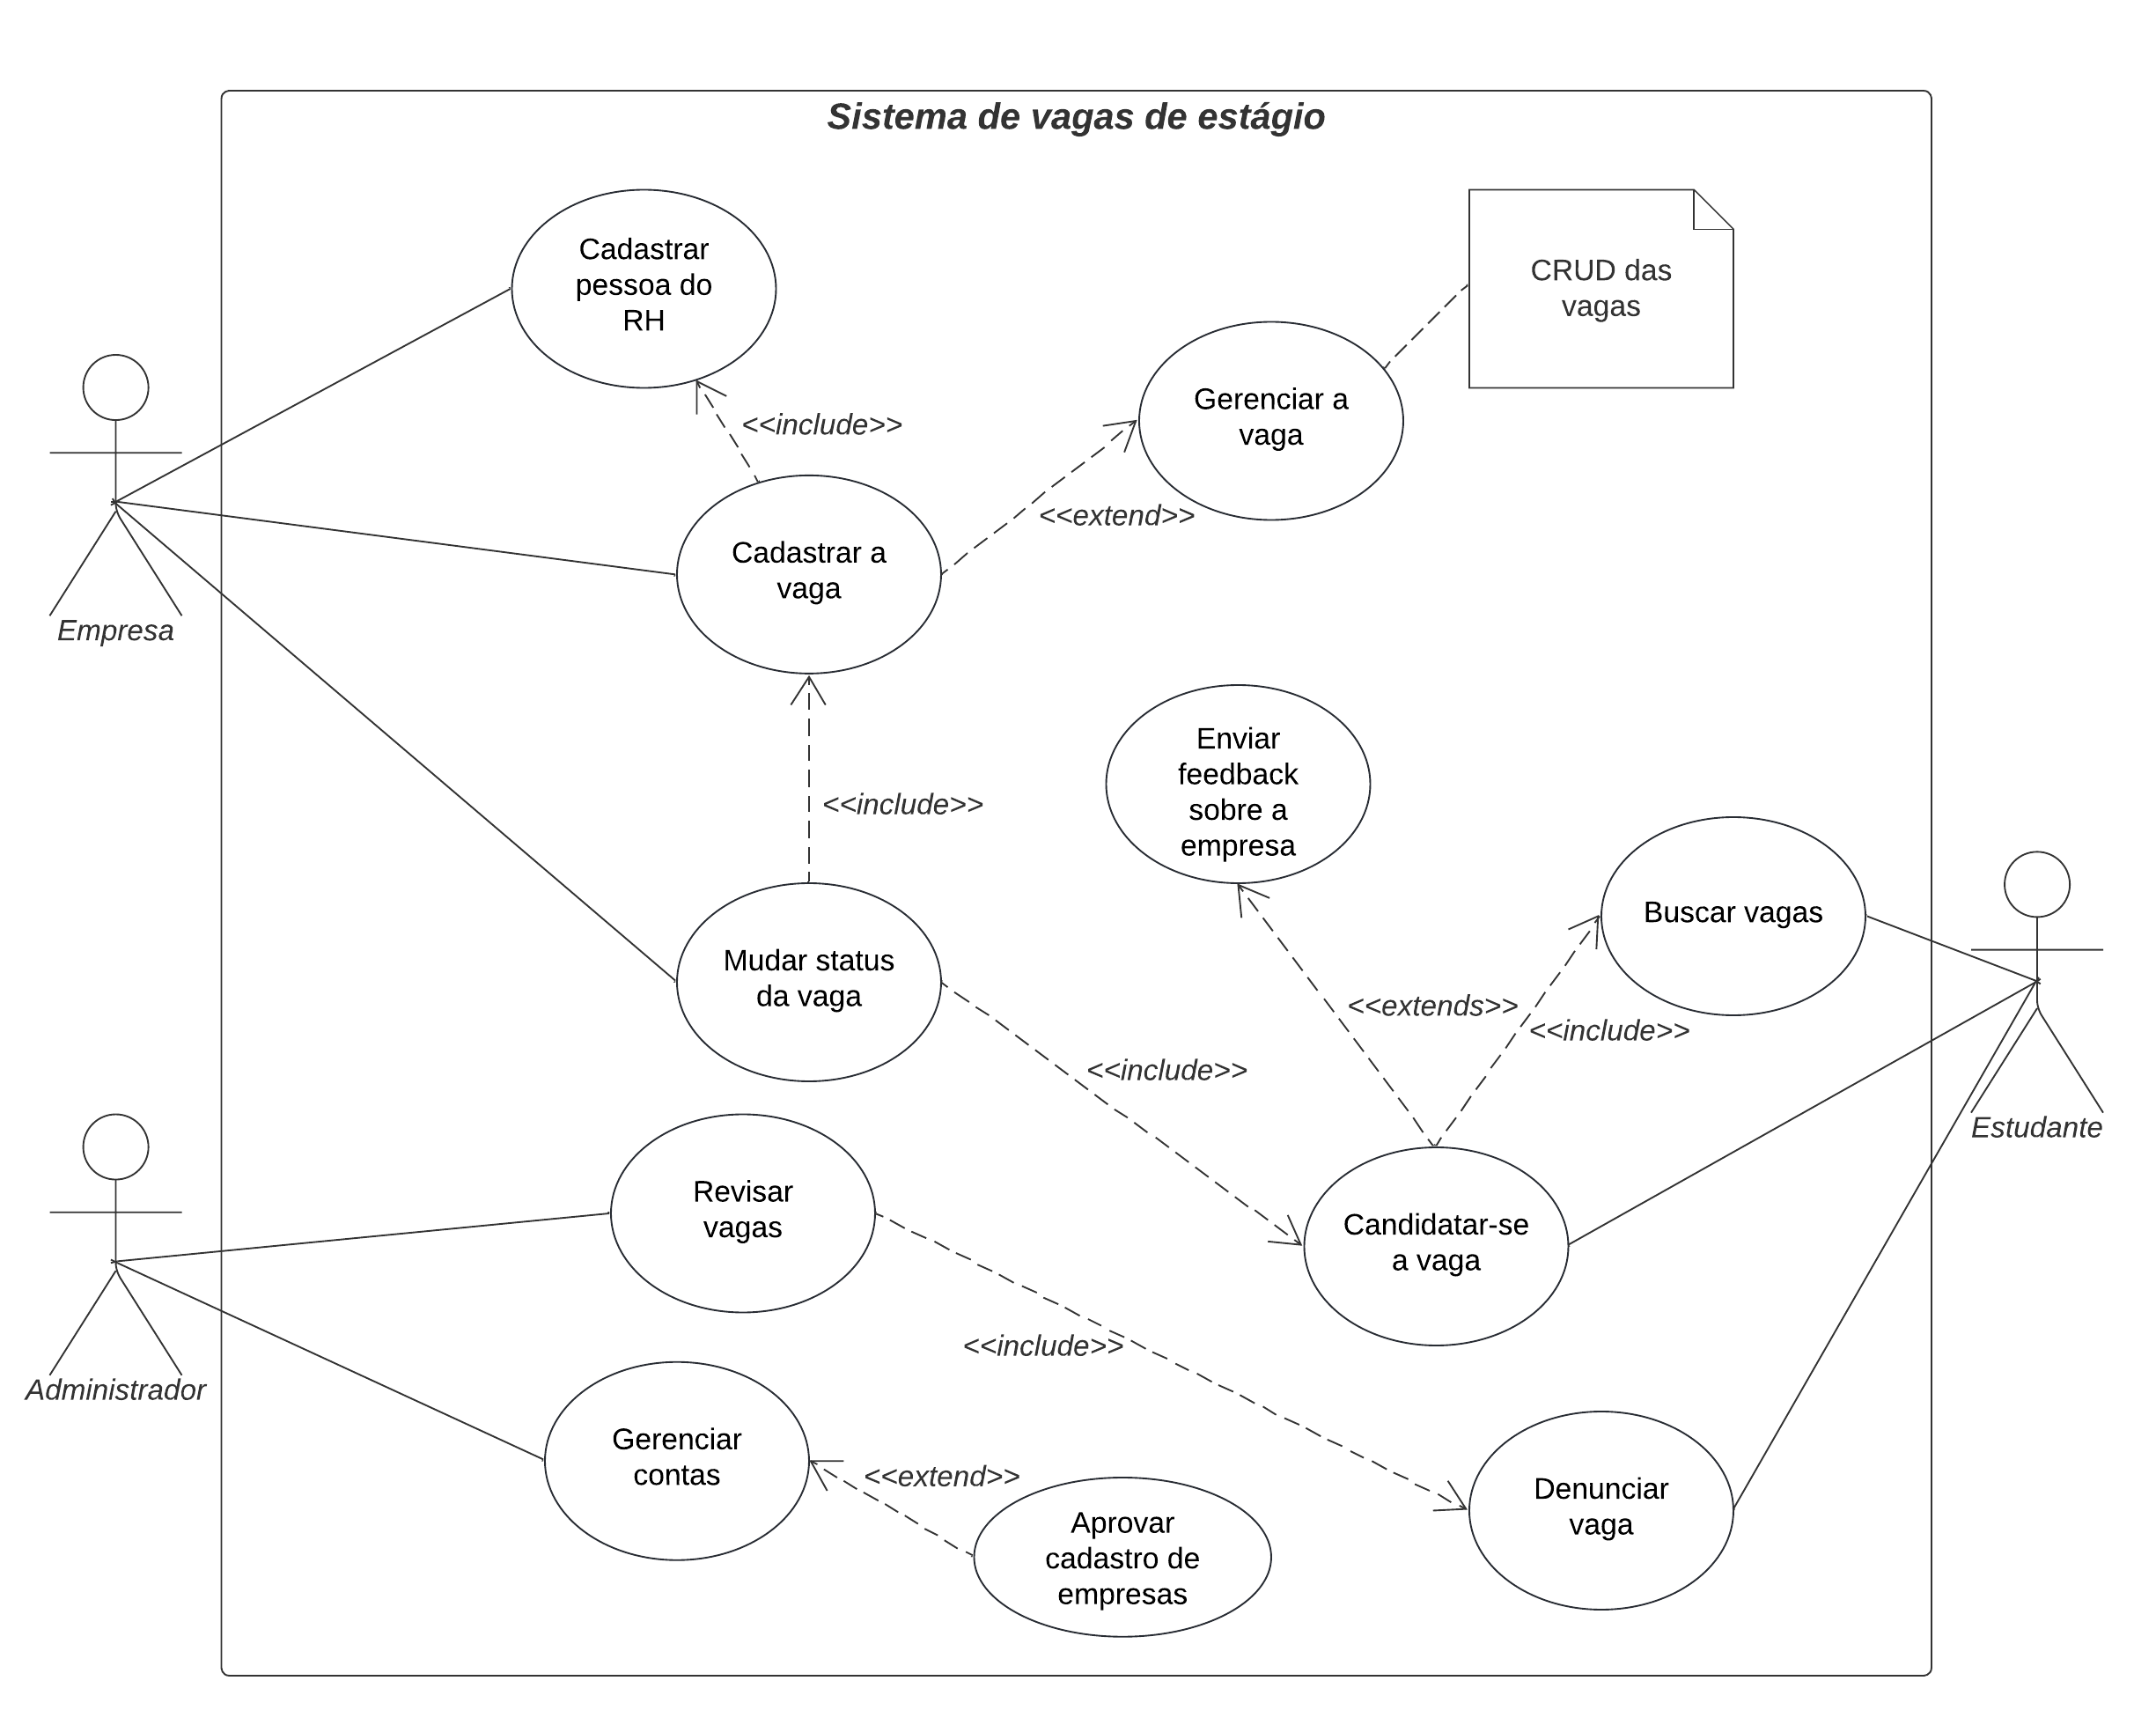 Sistema de vagas de estágio
Cadastrar
pessoa do
RH
CRUD das
vagas
Gerenciar a
vaga
<<include>>
<<extend>>
Cadastrar a
vaga
Empresa
Enviar
feedback
sobre a
empresa
<<include>>
Buscar vagas
Mudar status
da vaga
<<extends>>
<<include>>
<<include>>
Estudante
Revisar
vagas
Candidatar-se
a vaga
<<include>>
Administrador
Gerenciar
contas
<<extend>>
Aprovar
cadastro de
empresas
Denunciar
vaga